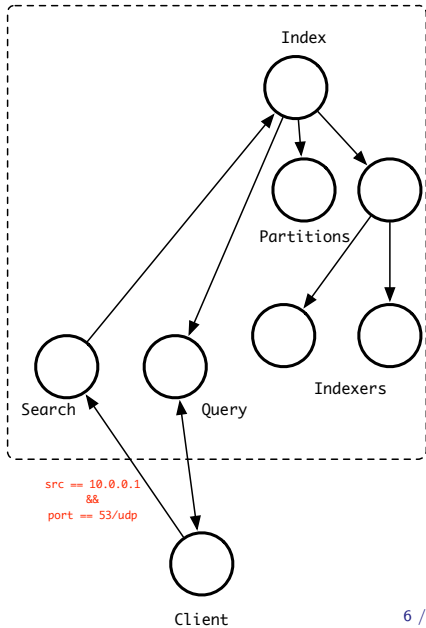 Index
Partitions
Indexers
Search
Query
src == 10.0.0.1
&&
port == 53/udp
Client
6 /